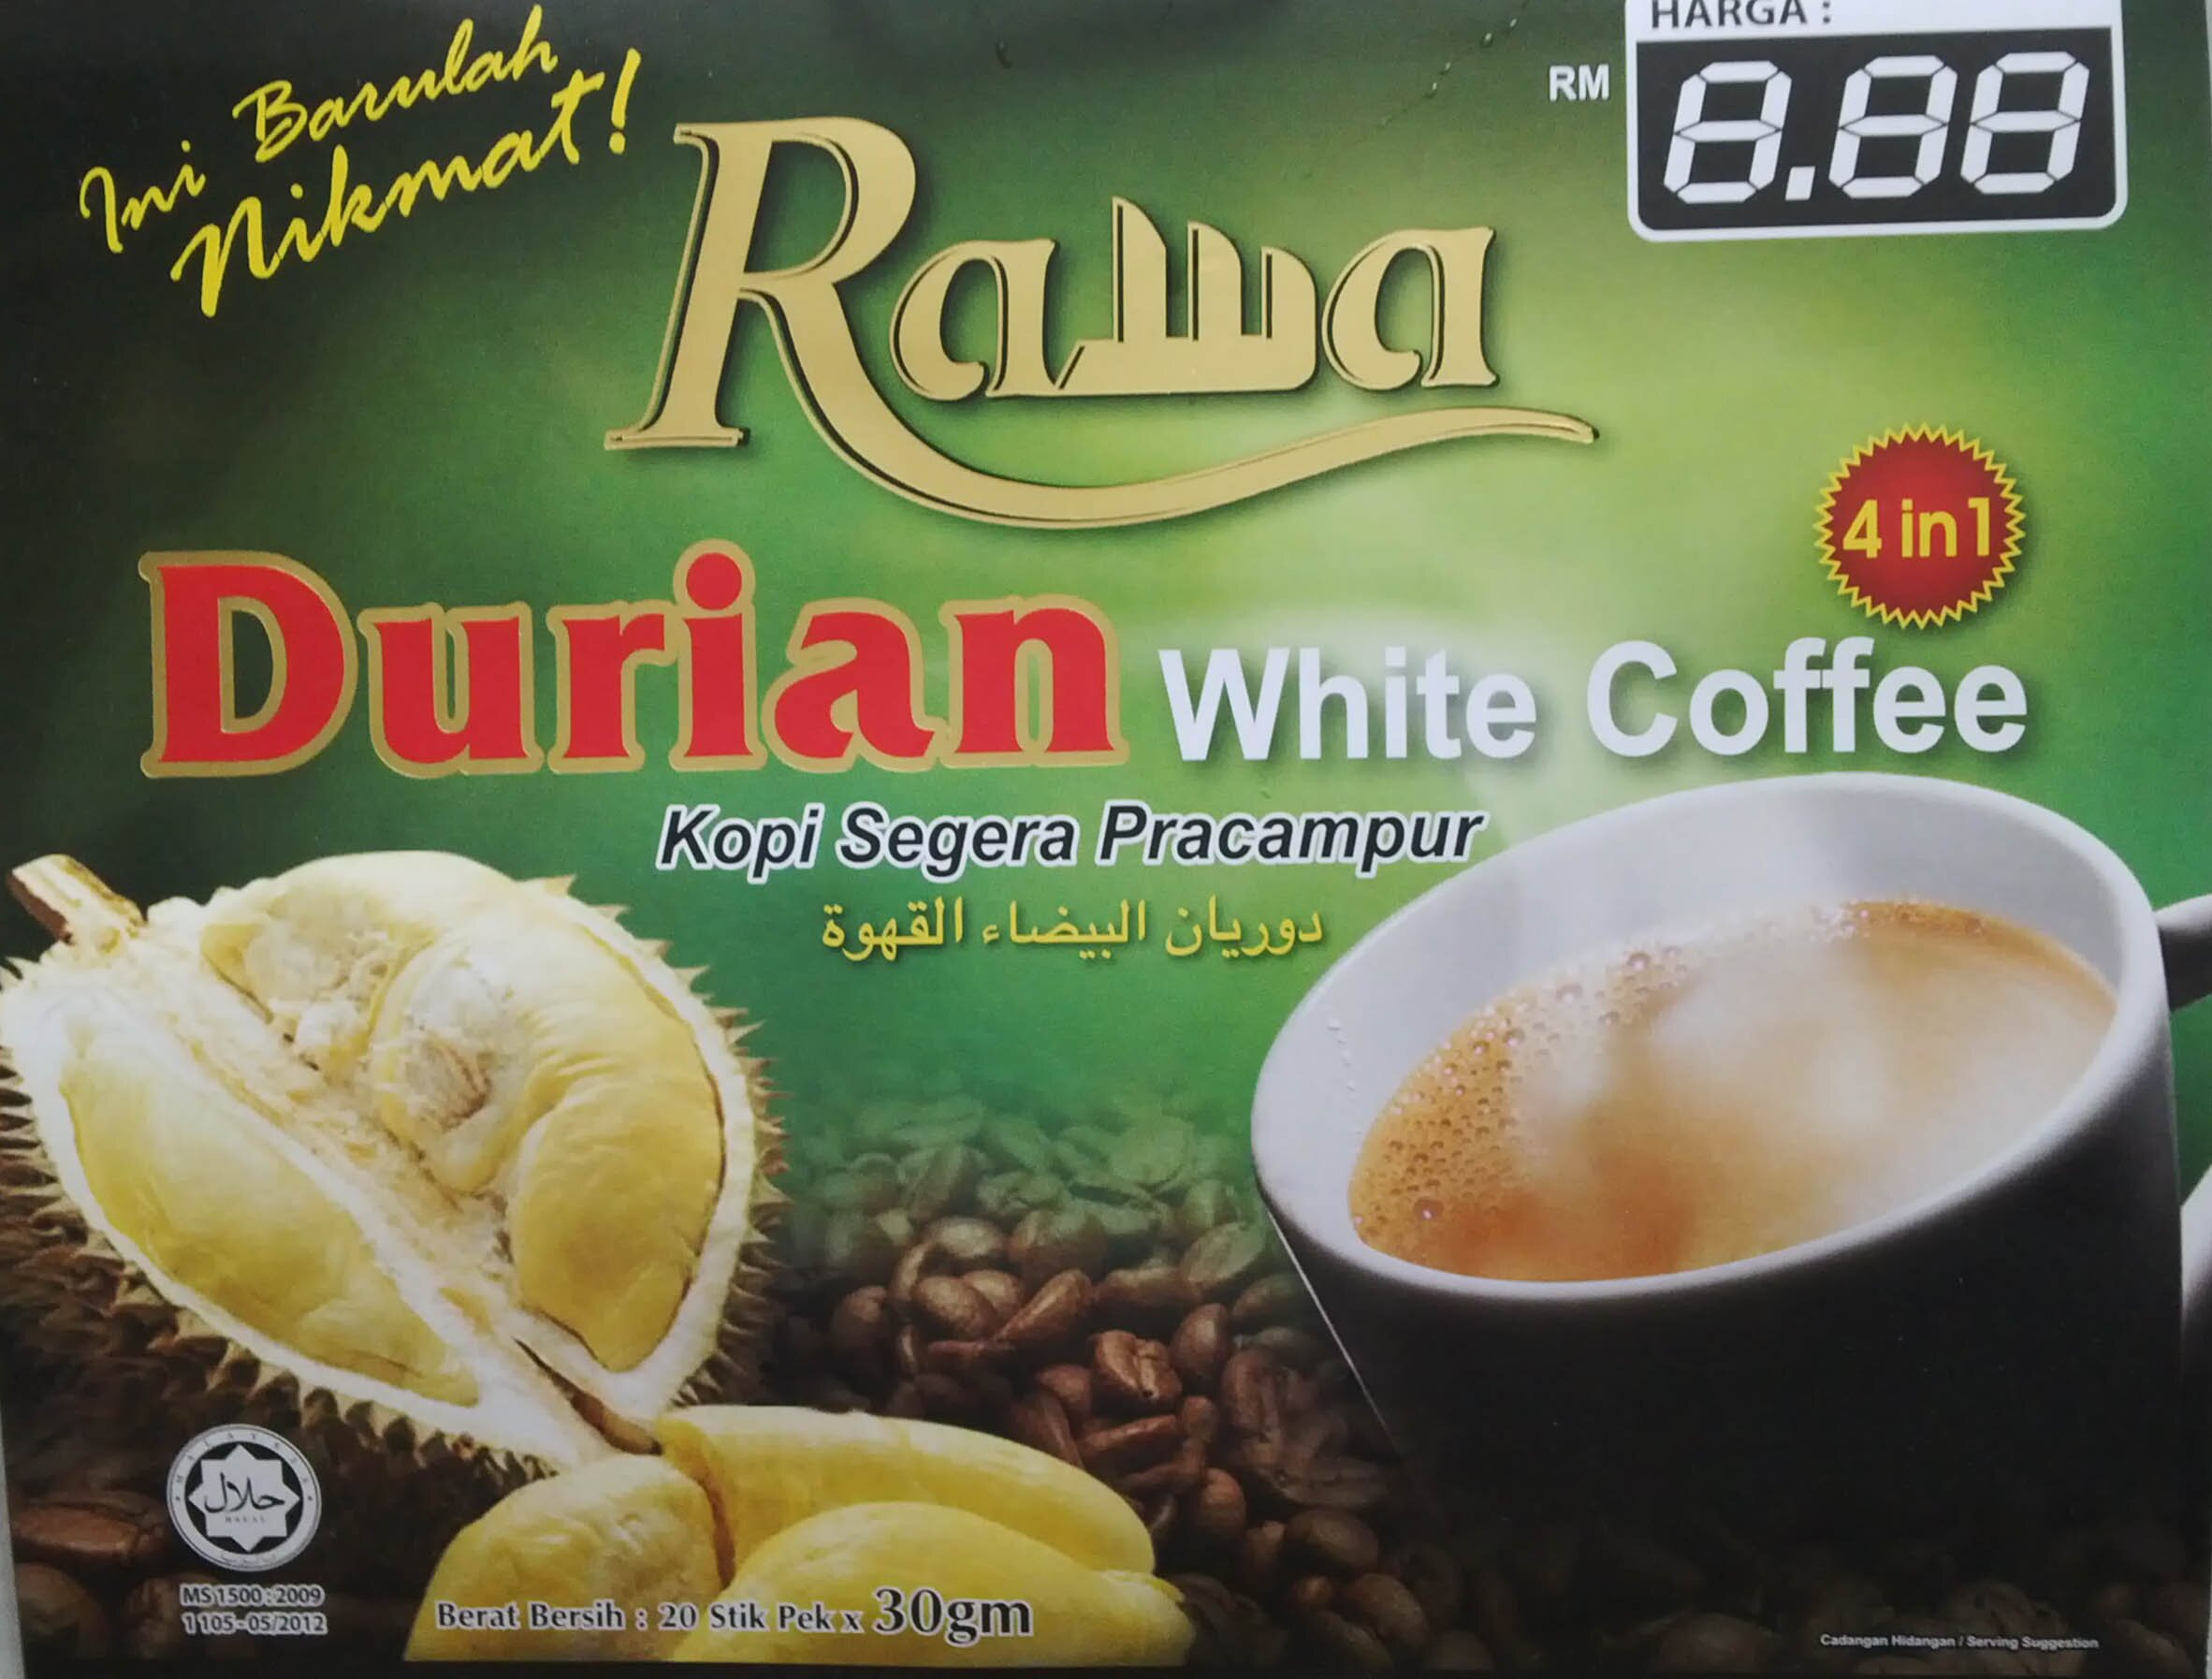 Ini Barulah
Nikmat!
HARGA :
RM 8.88
Rawa
4 in 1
Durian White Coffee
Kopi Segera Pracampur
دوريان البيضاء القهوة
حلال
HALAL
MS 1500:2009
1 105-05/2012
Berat Bersih : 20 Stik Pek x 30gm
Cadangan Hidangan / Serving Suggestion